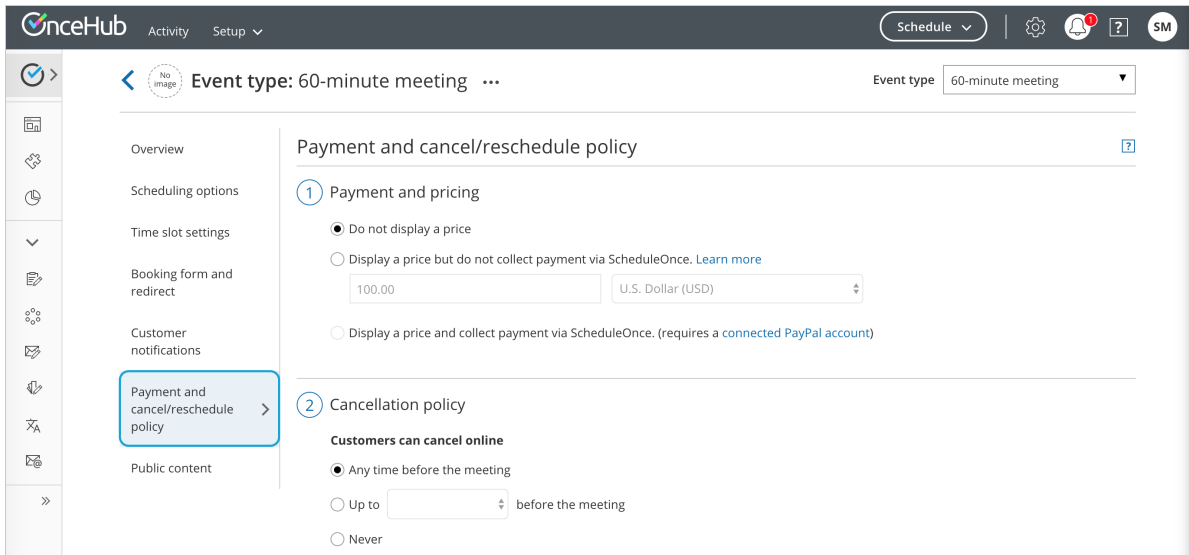 OnceHub
Activity
Setup
Schedule
1
?
SM
No
image
Event type: 60-minute meeting
Event type
60-minute meeting
Overview
Scheduling options
Time slot settings
Booking form and
redirect
Customer
notifications
Payment and
cancel/reschedule
policy
Public content
Payment and cancel/reschedule policy
?
1 Payment and pricing
Do not display a price
Display a price but do not collect payment via ScheduleOnce. Learn more
100.00
U.S. Dollar (USD)
Display a price and collect payment via ScheduleOnce. (requires a connected PayPal account)
2 Cancellation policy
Customers can cancel online
Any time before the meeting
Up to before the meeting
Never